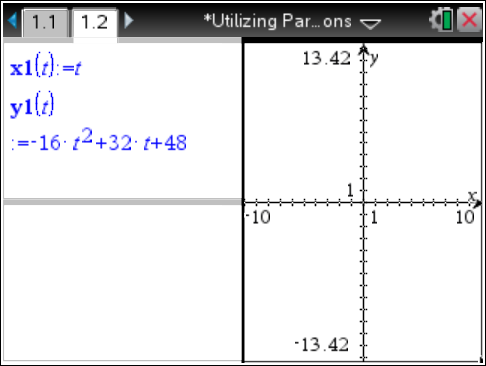 1.1 1.2 *Utilizing Par...ons
x1(t):=t
y1(t)
:=-16·t²+32·t+48
13.42 y
1 x
-10 1 10
-13.42